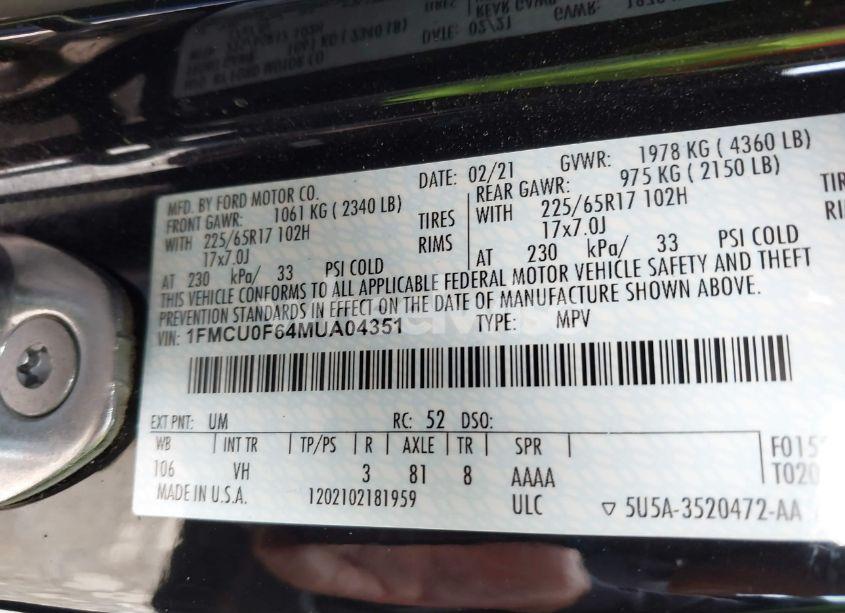 MFD. BY FORD MOTOR CO.
DATE: 02/21 GVWR: 1978 KG ( 4360 LB)
FRONT GAWR: 1061 KG ( 2340 LB) REAR GAWR: 975 KG ( 2150 LB)
WITH 225/65R17 102H TIRES WITH 225/65R17 102H TIRE
17x7.0J RIMS 17x7.0J RIM
AT 230 kPa/ 33 PSI COLD AT 230 kPa/ 33 PSI COLD
THIS VEHICLE CONFORMS TO ALL APPLICABLE FEDERAL MOTOR VEHICLE SAFETY AND THEFT
PREVENTION STANDARDS IN EFFECT ON THE DATE OF MANUFACTURE SHOWN ABOVE.
VIN: 1FMCU0F64MUA04351 TYPE: MPV
EXT PNT: UM RC: 52 DSO:
WB INT TR TP/PS R AXLE TR SPR
106 VH 3 81 8 AAAA
MADE IN U.S.A. 1202102181959 ULC ▽ 5U5A-3520472-AA